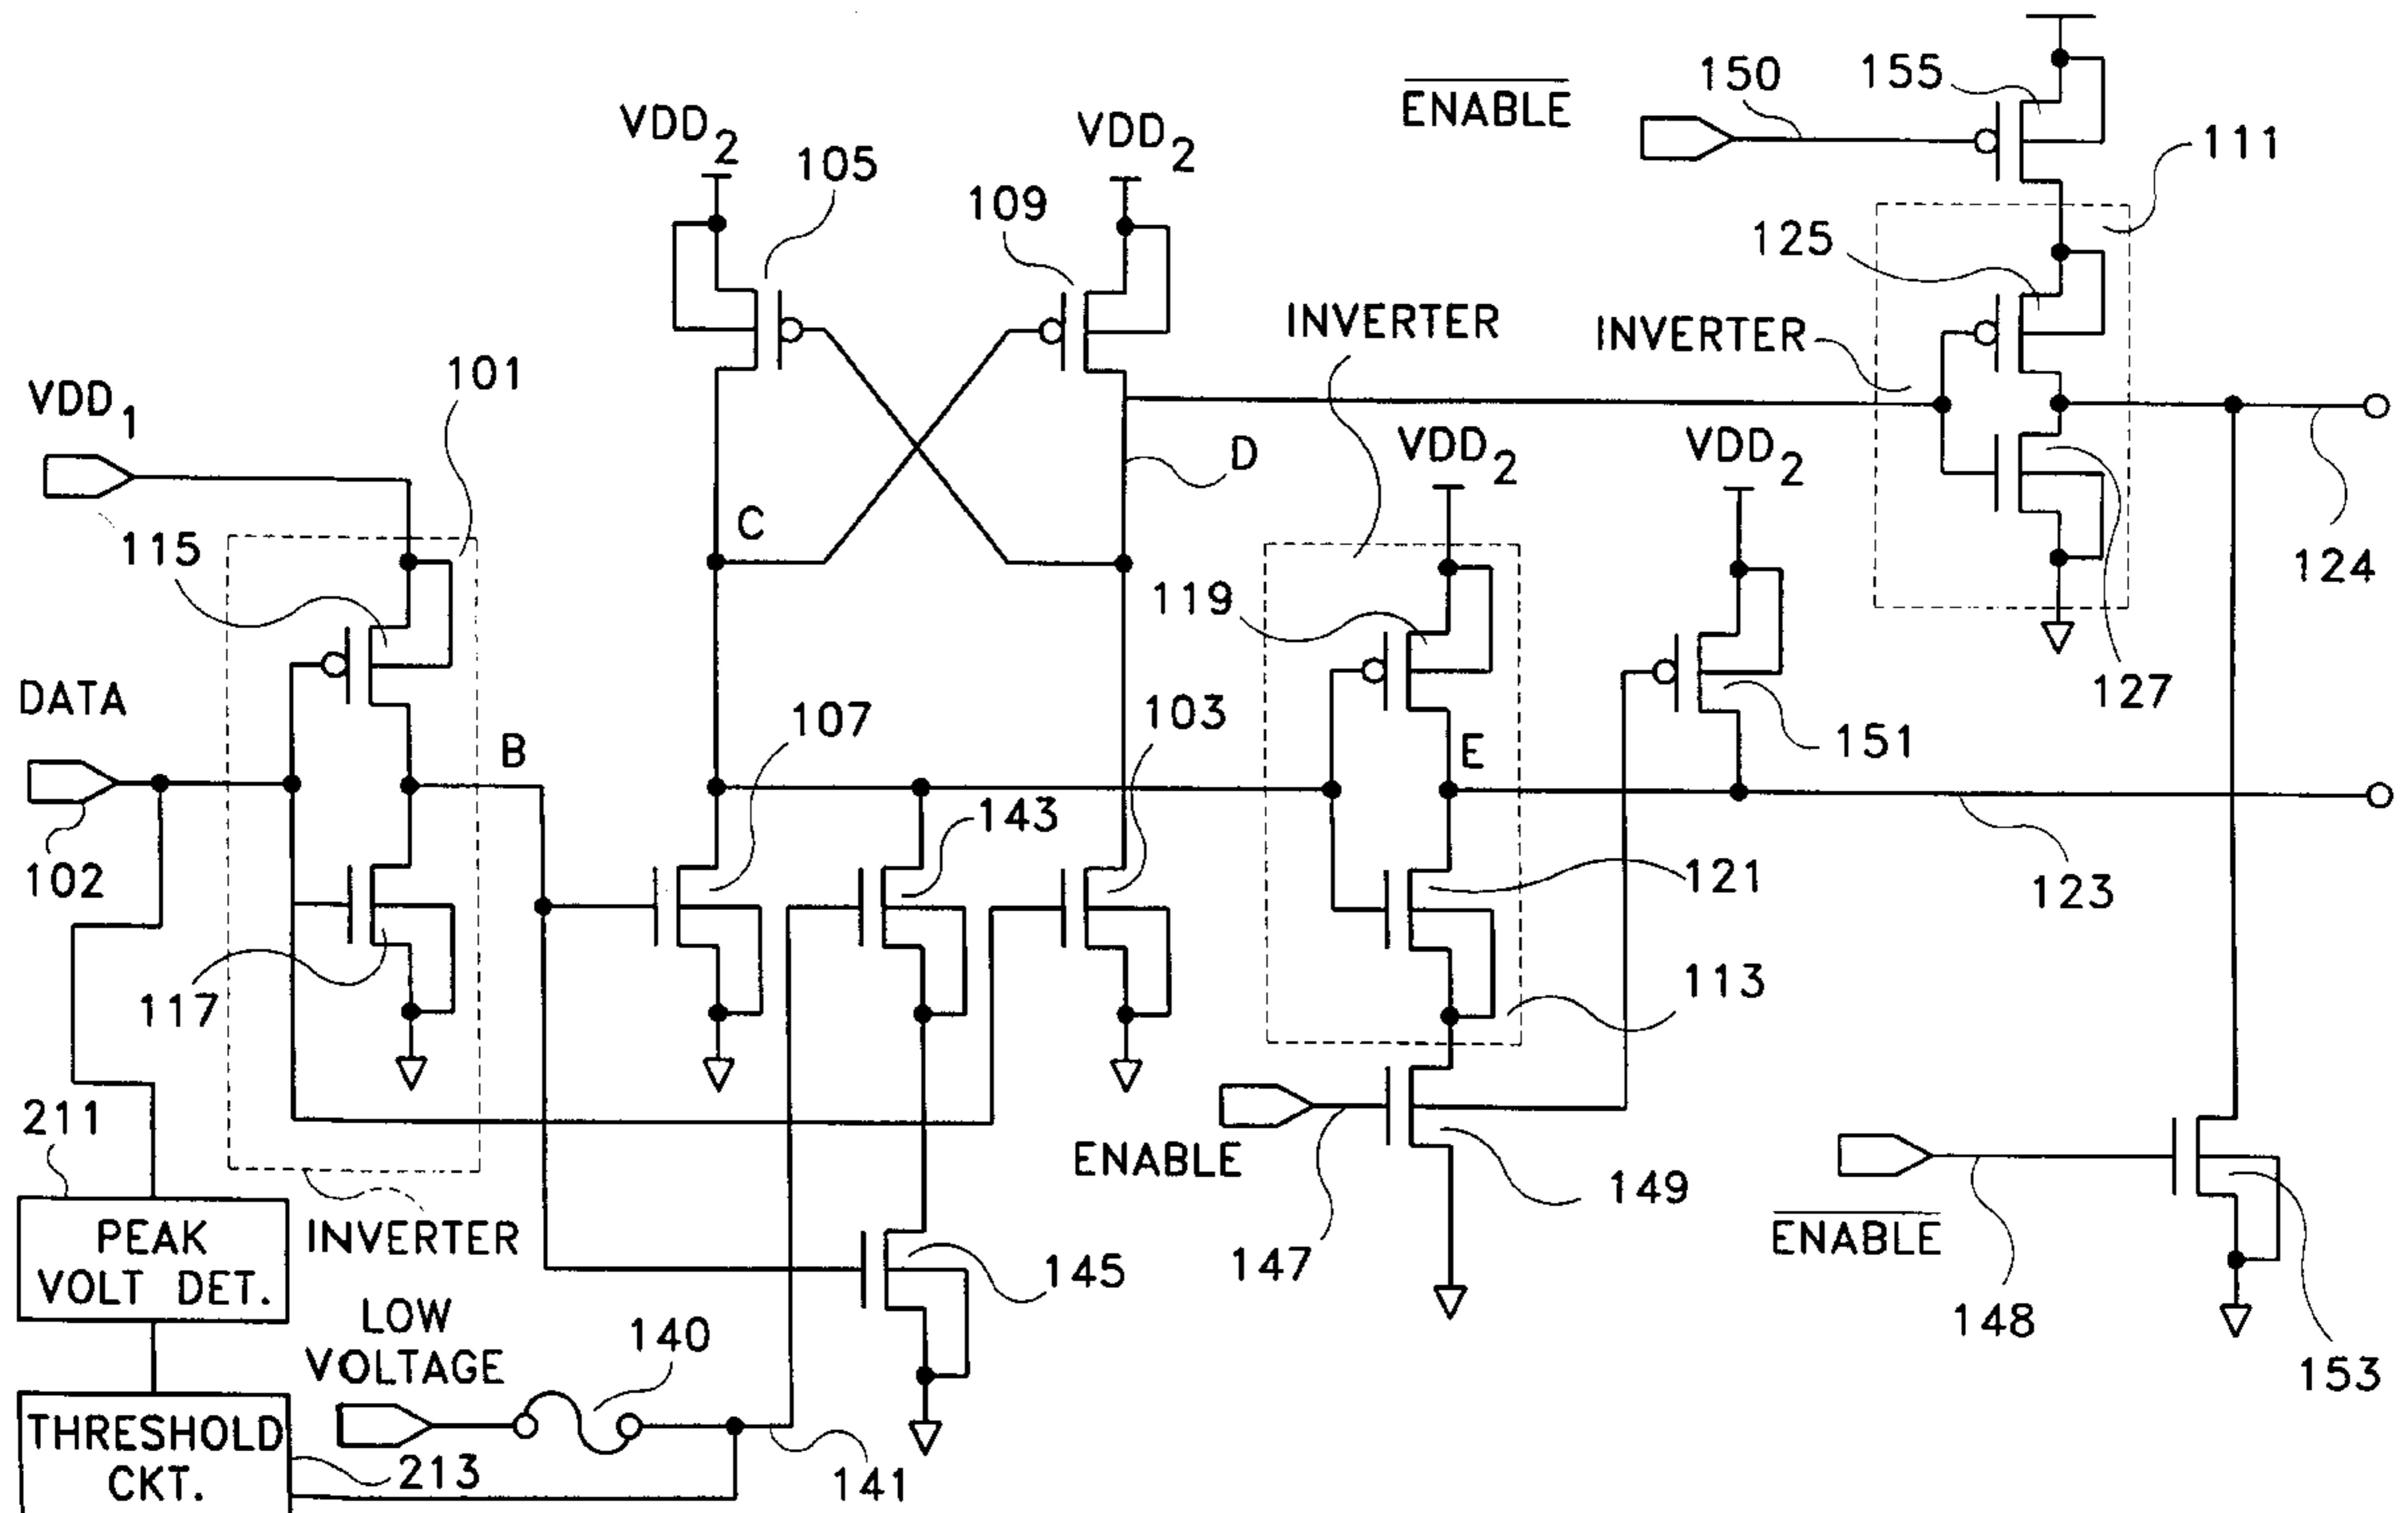 150
155
ENABLE
VDD2
105
VDD2
111
109
125
INVERTER
INVERTER
101
VDD1
VDD2
VDD2
D
C
115
124
119
127
DATA
107
103
B
E
151
143
102
121
123
117
113
211
ENABLE
149
PEAK
VOLT DET.
INVERTER
145
147
ENABLE
148
LOW
VOLTAGE
140
153
THRESHOLD
CKT.
213
141